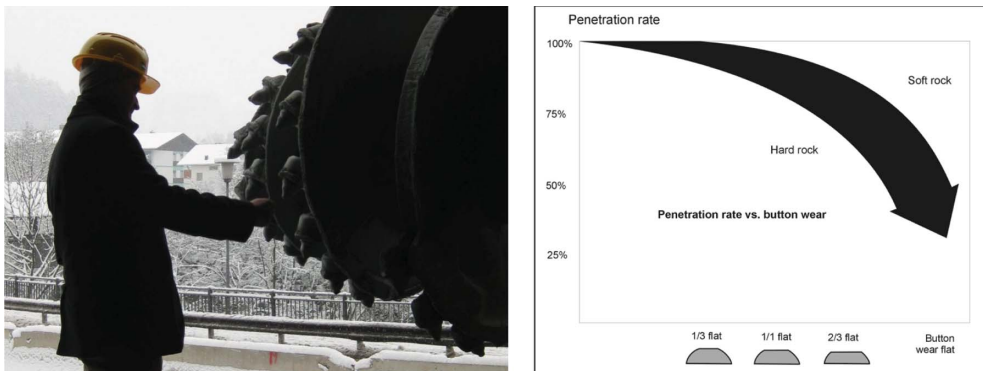 Penetration rate
100%
Soft rock
75%
Hard rock
50%
Penetration rate vs. button wear
25%
1/3 flat 1/1 flat 2/3 flat Button
wear flat